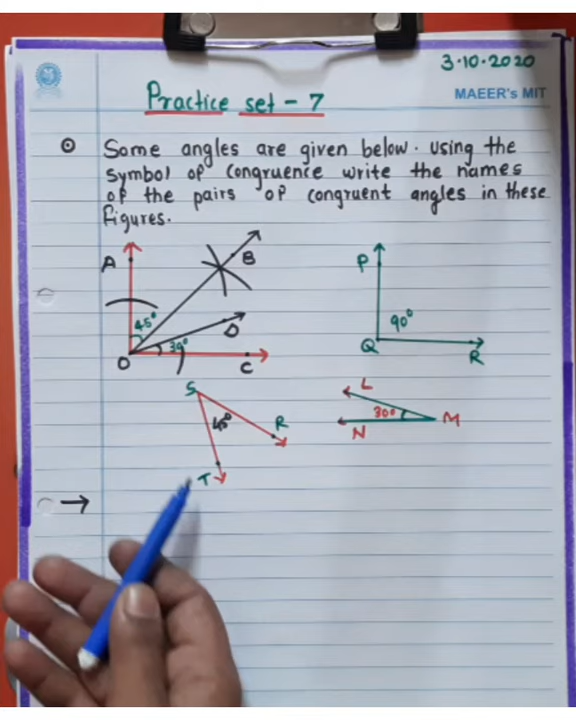 3.10.2020
MAEER's MIT
Practice set - 7
Some angles are given below. Using the
symbol of congruence write the names
of the pairs of congruent angles in these
figures.
A
B
45°
D
30°
O
C
P
90°
Q
R
S
45°
R
T
L
30°
M
N